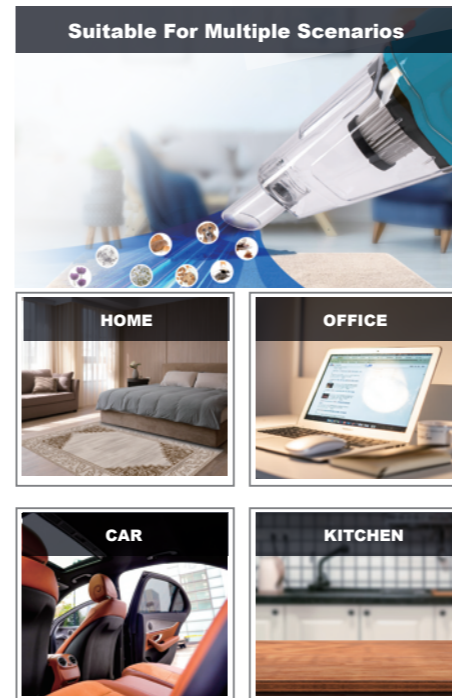 Suitable For Multiple Scenarios
HOME
OFFICE
CAR
KITCHEN